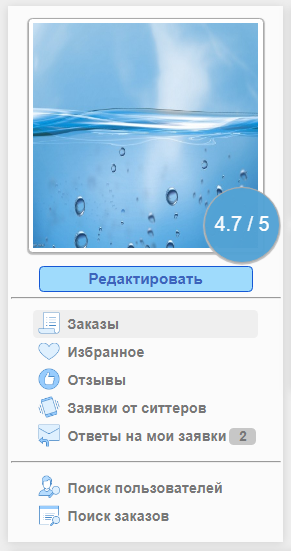 4.7 / 5
Редактировать
Заказы
Избранное
Отзывы
Заявки от ситтеров
Ответы на мои заявки 2
Поиск пользователей
Поиск заказов